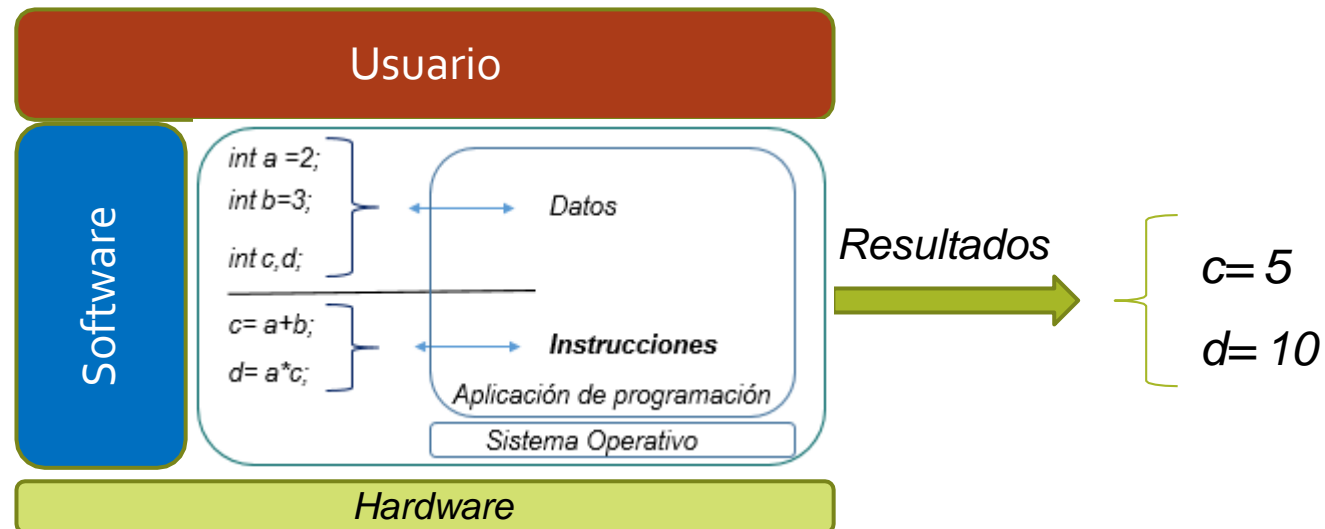 Usuario
Software
int a =2;
int b=3;
int c,d;
Datos
c= a+b;
d= a*c;
Instrucciones
Aplicación de programación
Sistema Operativo
Hardware
Resultados
c= 5
d= 10